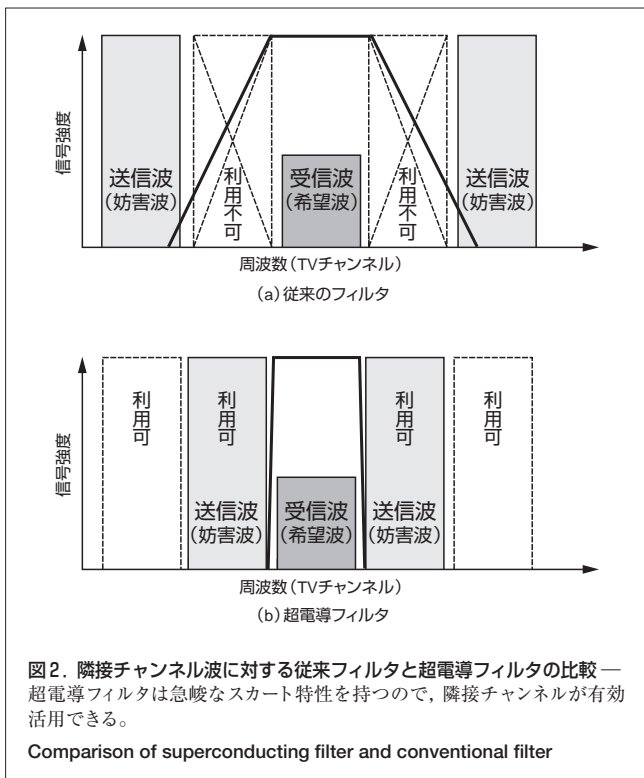 信号強度
送信波
(妨害波)
利用不可
受信波
(希望波)
利用不可
送信波
(妨害波)
周波数(TVチャンネル)
(a)従来のフィルタ
信号強度
利用可
利用可
送信波
(妨害波)
受信波
(希望波)
利用可
送信波
(妨害波)
利用可
周波数(TVチャンネル)
(b)超電導フィルタ
図2. 隣接チャンネル波に対する従来フィルタと超電導フィルタの比較―
超電導フィルタは急峻なスカート特性を持つので, 隣接チャンネルが有効
活用できる。
Comparison of superconducting filter and conventional filter